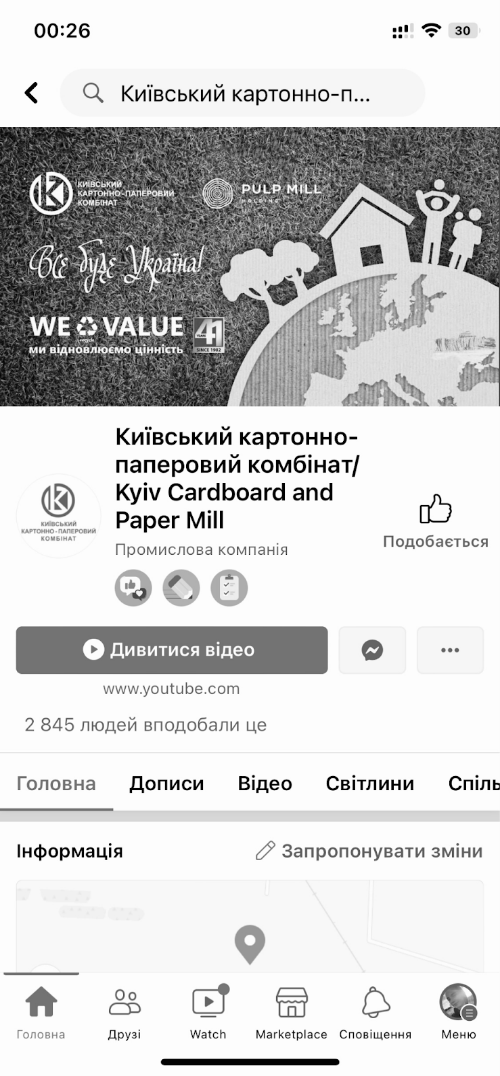 00:26
30
Київський картонно-п...
КИЇВСЬКИЙ
КАРТОННО-ПАПЕРОВИЙ
КОМБІНАТ
PULP MILL
HOLDING
Все буде Україна!
WE VALUE
ми відновлюємо цінність
41
SINCE 1982
Київський картонно-
паперовий комбінат/
Kyiv Cardboard and
Paper Mill
Промислова компанія
КИЇВСЬКИЙ
КАРТОННО-ПАПЕРОВИЙ
КОМБІНАТ
Подобається
Дивитися відео
www.youtube.com
2 845 людей вподобали це
Головна Дописи Відео Світлини Спіль
Інформація Запропонувати зміни
Головна Друзі Watch Marketplace Сповіщення Меню